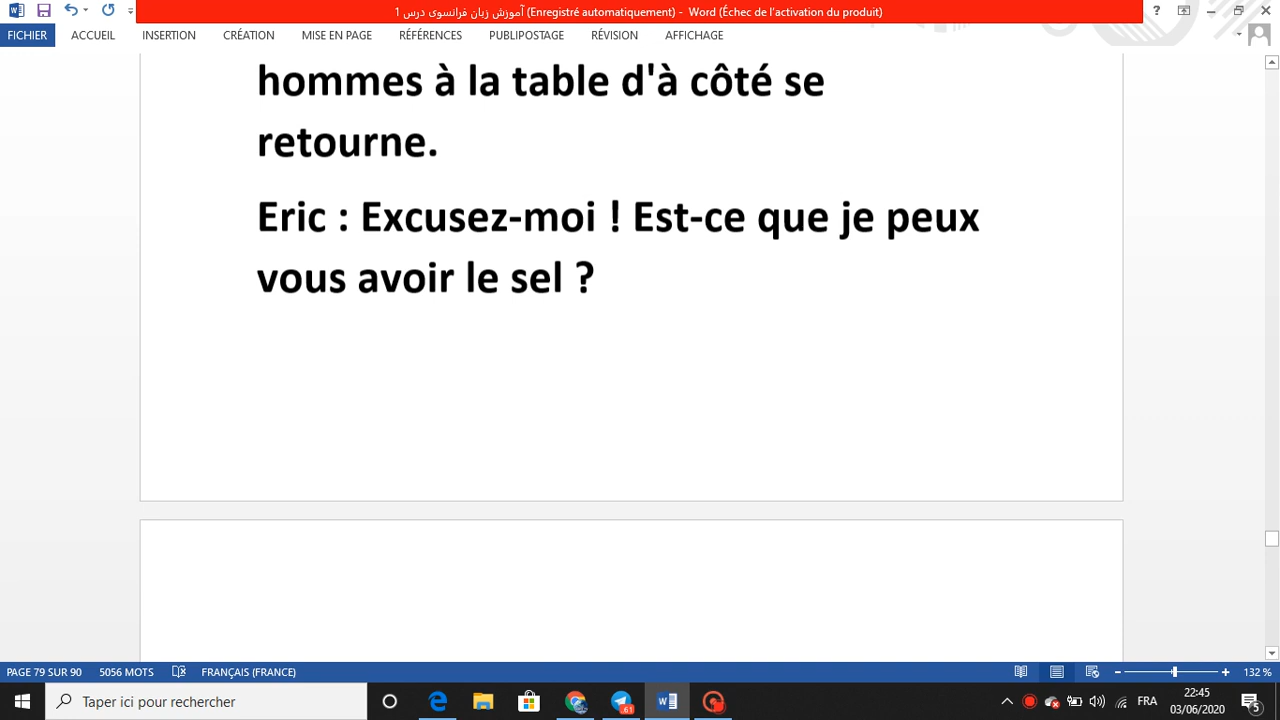 آموزش زبان فرانسوی درس 1 (Enregistré automatiquement) - Word (Échec de l'activation du produit)
?
FICHIER ACCUEIL INSERTION CRÉATION MISE EN PAGE RÉFÉRENCES PUBLIPOSTAGE RÉVISION AFFICHAGE
hommes à la table d'à côté se
retourne.
Eric : Excusez-moi ! Est-ce que je peux
vous avoir le sel ?
PAGE 79 SUR 90 5056 MOTS FRANÇAIS (FRANCE) 132 %
Taper ici pour rechercher
61
FRA
22:45
03/06/2020
5